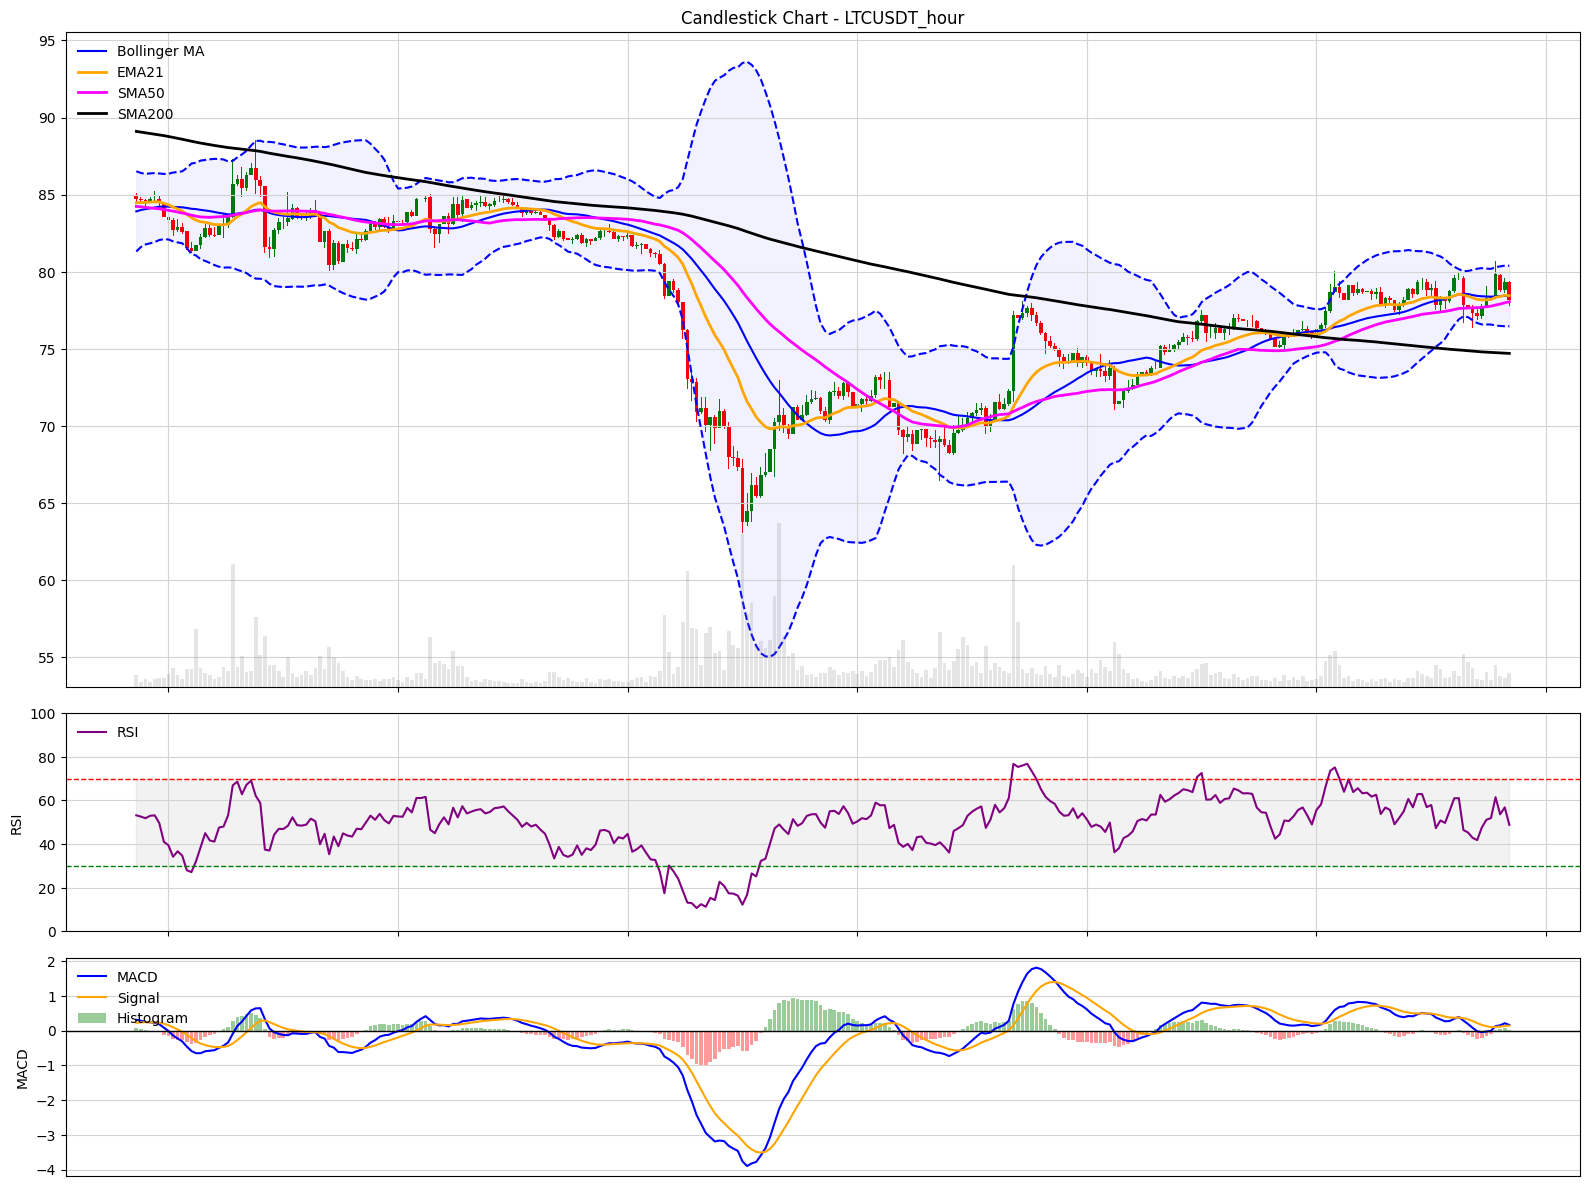 Candlestick Chart - LTCUSDT_hour
Bollinger MA
EMA21
SMA50
SMA200
95
90
85
80
75
70
65
60
55
RSI
RSI
100
80
60
40
20
0
MACD
Signal
Histogram
MACD
2
1
0
−1
−2
−3
−4